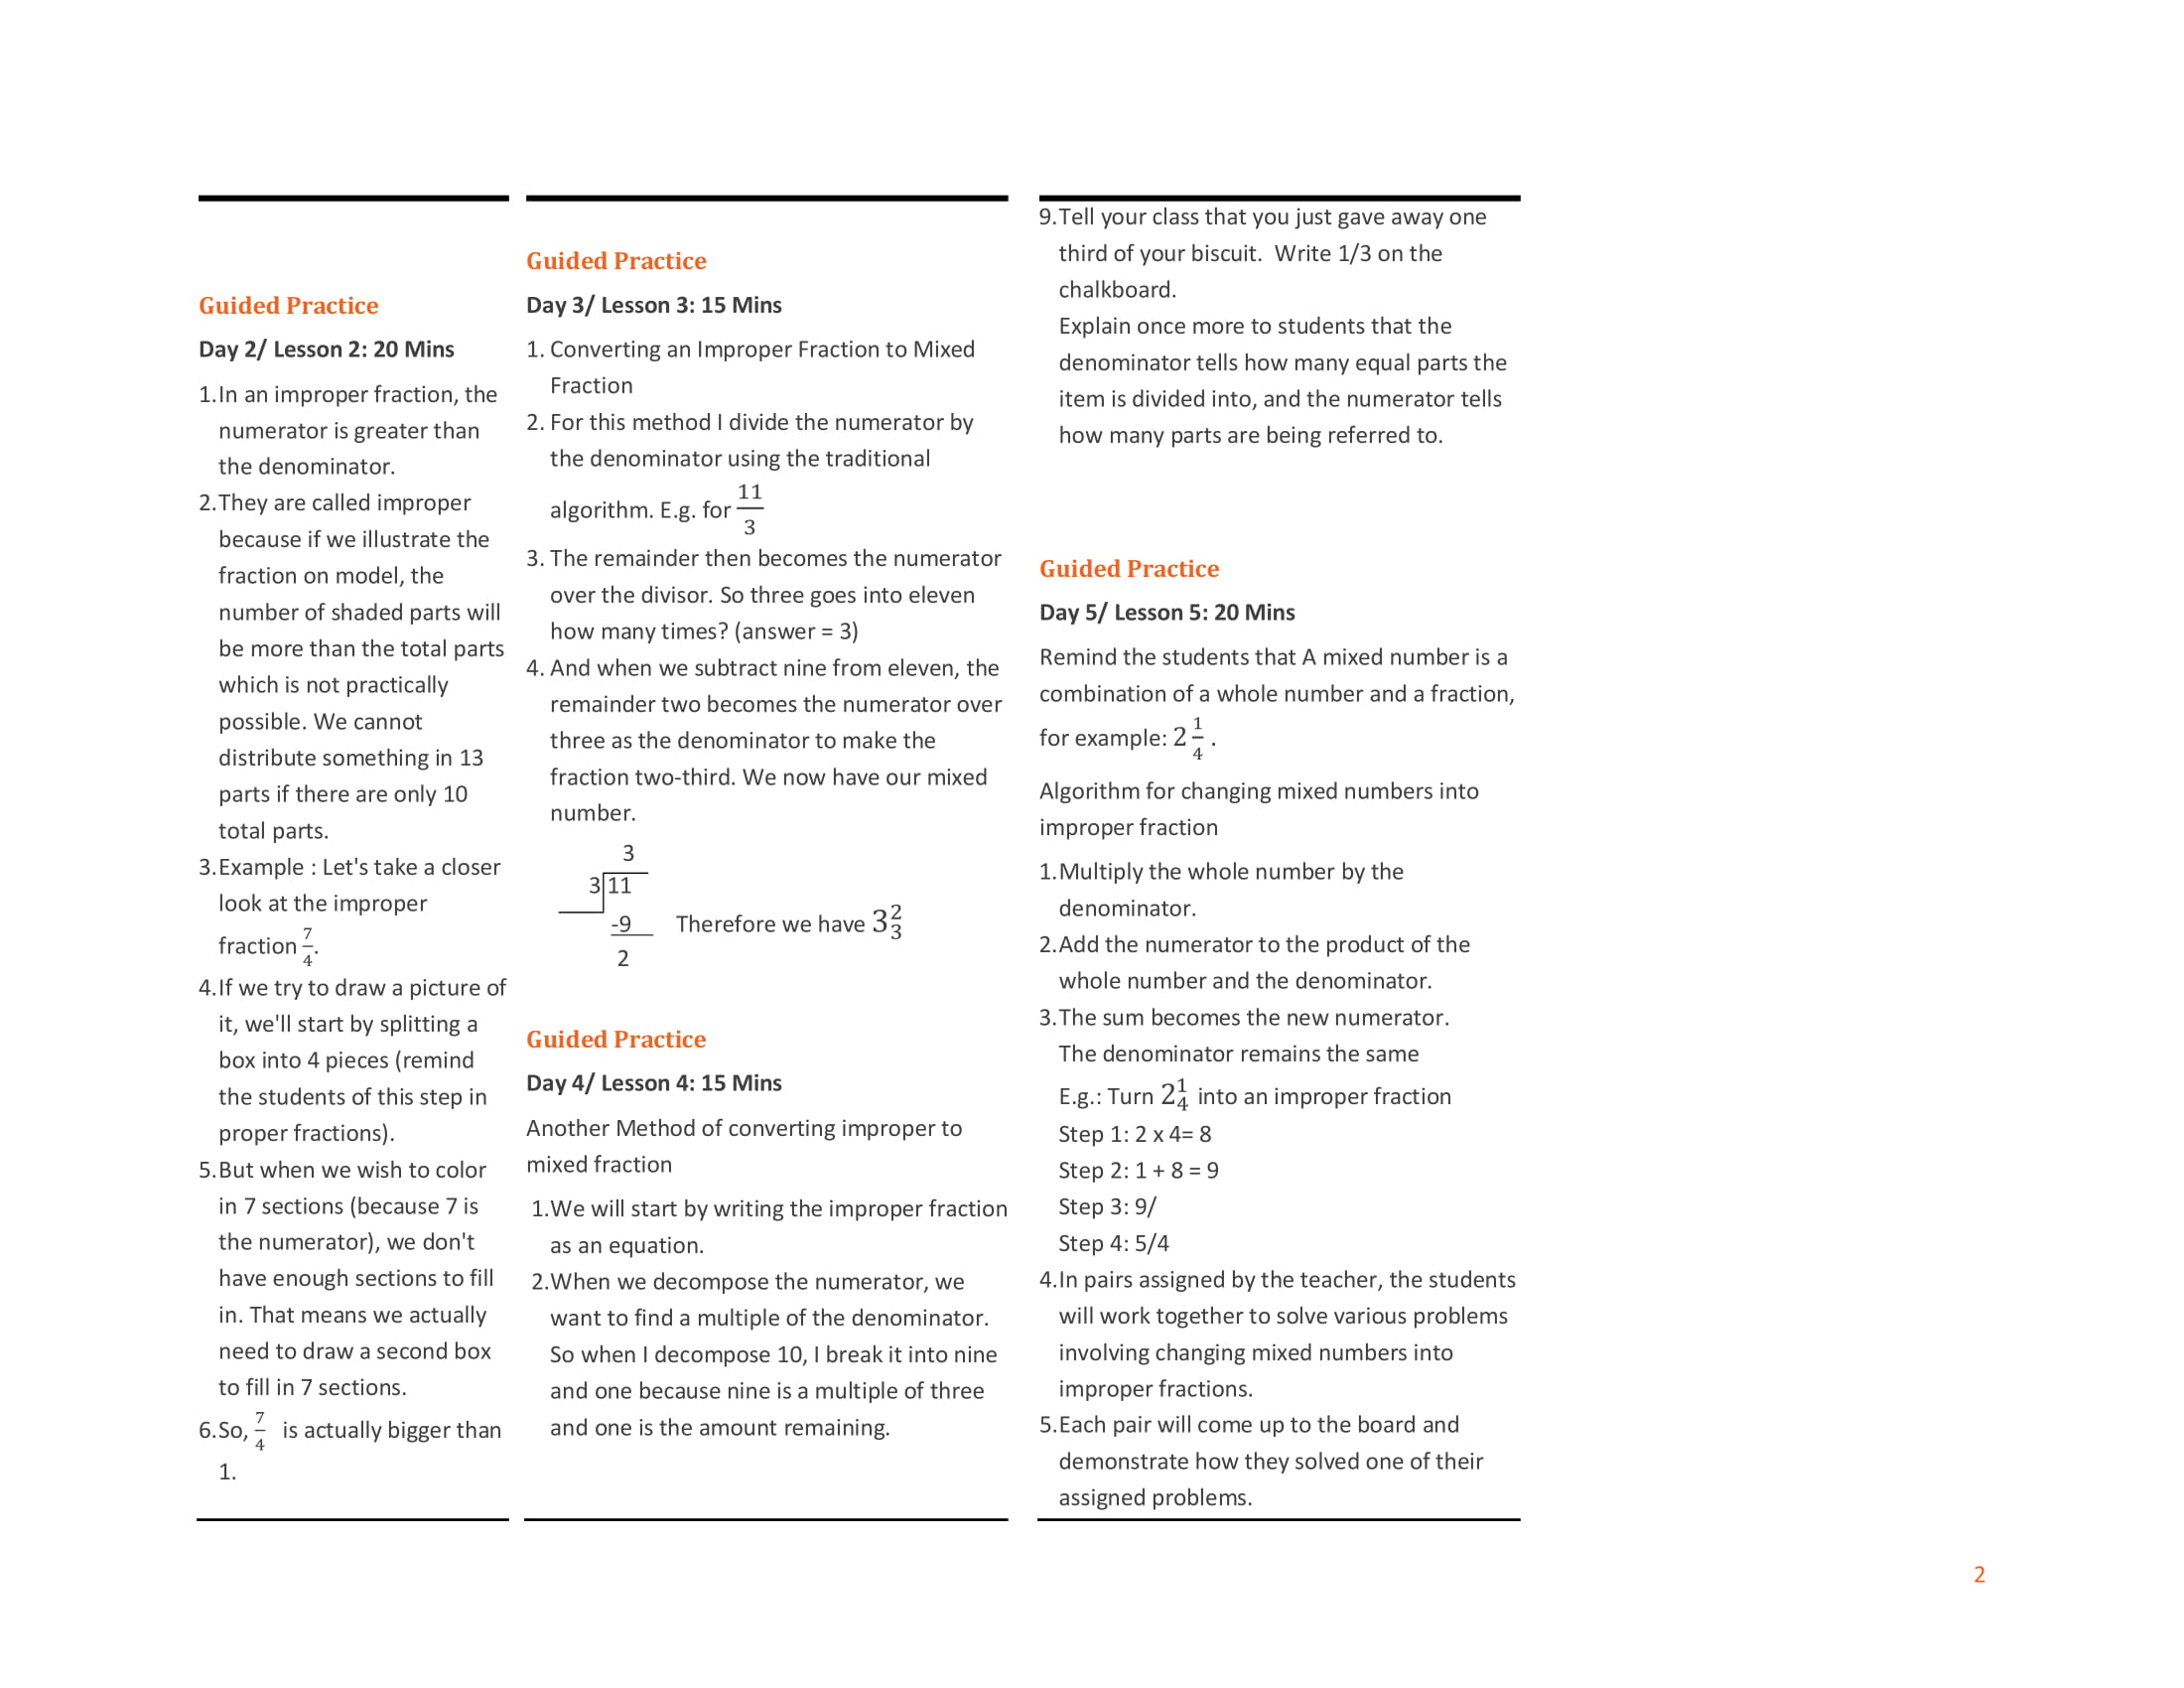 Guided Practice
Day 2/ Lesson 2: 20 Mins
1.In an improper fraction, the
numerator is greater than
the denominator.
2.They are called improper
because if we illustrate the
fraction on model, the
number of shaded parts will
be more than the total parts
which is not practically
possible. We cannot
distribute something in 13
parts if there are only 10
total parts.
3.Example : Let's take a closer
look at the improper
fraction 7/4.
4.If we try to draw a picture of
it, we'll start by splitting a
box into 4 pieces (remind
the students of this step in
proper fractions).
5.But when we wish to color
in 7 sections (because 7 is
the numerator), we don't
have enough sections to fill
in. That means we actually
need to draw a second box
to fill in 7 sections.
6.So, 7/4 is actually bigger than
1.
Guided Practice
Day 3/ Lesson 3: 15 Mins
1. Converting an Improper Fraction to Mixed
Fraction
2. For this method I divide the numerator by
the denominator using the traditional
algorithm. E.g. for 11/3
3. The remainder then becomes the numerator
over the divisor. So three goes into eleven
how many times? (answer = 3)
4. And when we subtract nine from eleven, the
remainder two becomes the numerator over
three as the denominator to make the
fraction two-third. We now have our mixed
number.
3
3 11
-9 Therefore we have 3 2/3
2
Guided Practice
Day 4/ Lesson 4: 15 Mins
Another Method of converting improper to
mixed fraction
1.We will start by writing the improper fraction
as an equation.
2.When we decompose the numerator, we
want to find a multiple of the denominator.
So when I decompose 10, I break it into nine
and one because nine is a multiple of three
and one is the amount remaining.
9.Tell your class that you just gave away one
third of your biscuit.  Write 1/3 on the
chalkboard.
Explain once more to students that the
denominator tells how many equal parts the
item is divided into, and the numerator tells
how many parts are being referred to.
Guided Practice
Day 5/ Lesson 5: 20 Mins
Remind the students that A mixed number is a
combination of a whole number and a fraction,
for example: 2 1/4 .
Algorithm for changing mixed numbers into
improper fraction
1.Multiply the whole number by the
denominator.
2.Add the numerator to the product of the
whole number and the denominator.
3.The sum becomes the new numerator.
The denominator remains the same
E.g.: Turn 2 1/4 into an improper fraction
Step 1: 2 x 4= 8
Step 2: 1 + 8 = 9
Step 3: 9/
Step 4: 5/4
4.In pairs assigned by the teacher, the students
will work together to solve various problems
involving changing mixed numbers into
improper fractions.
5.Each pair will come up to the board and
demonstrate how they solved one of their
assigned problems.
2